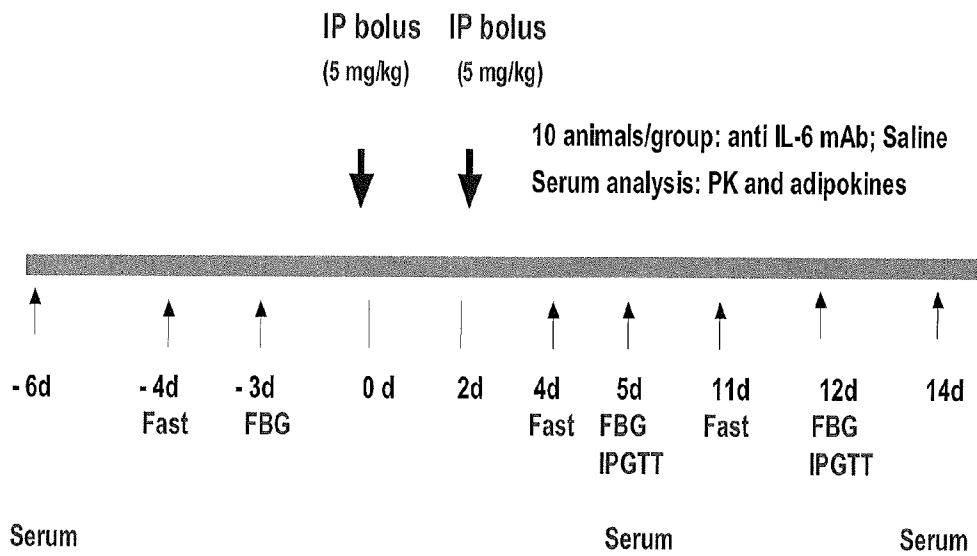 IP bolus IP bolus
(5 mg/kg) (5 mg/kg)
10 animals/group: anti IL-6 mAb; Saline
Serum analysis: PK and adipokines
- 6d - 4d - 3d 0 d 2d 4d 5d 11d 12d 14d
Fast FBG Fast FBG Fast FBG
IPGTT IPGTT
Serum Serum Serum